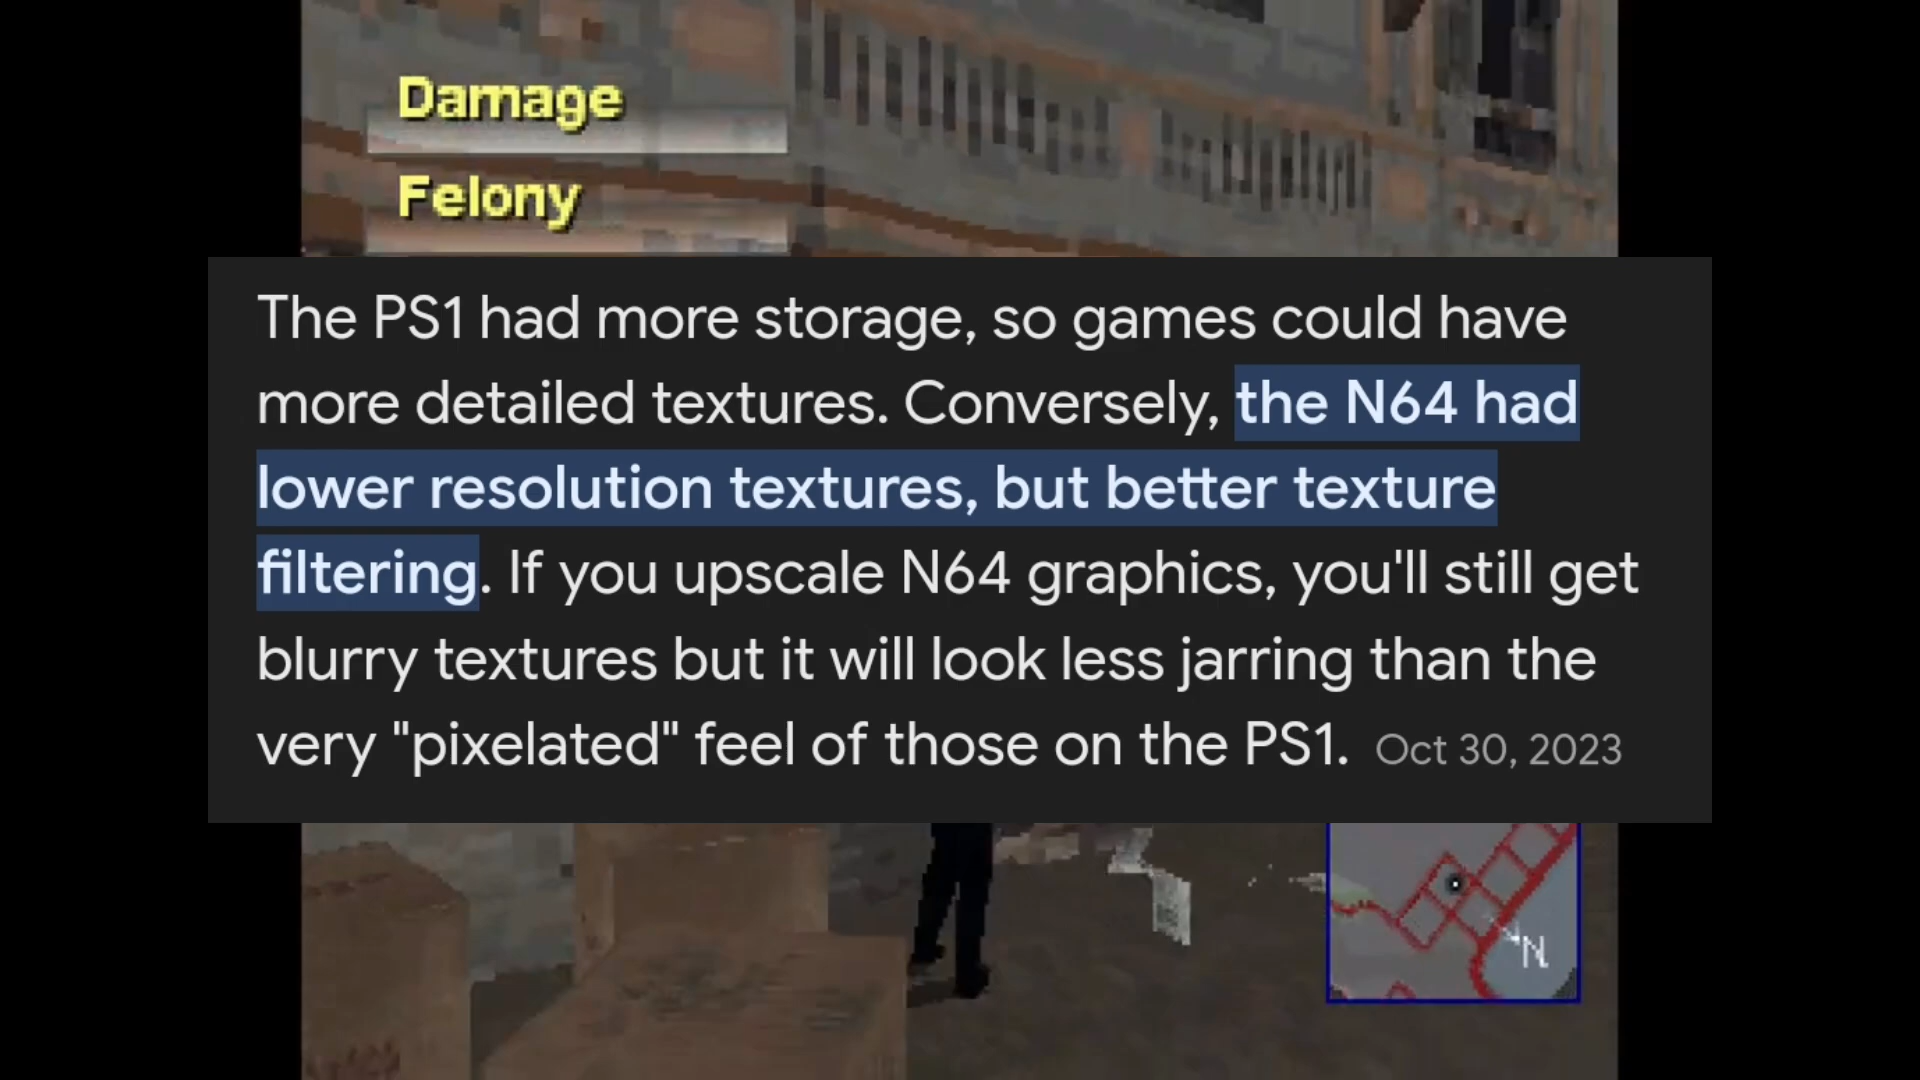 Damage
Felony
The PS1 had more storage, so games could have
more detailed textures. Conversely, the N64 had
lower resolution textures, but better texture
filtering. If you upscale N64 graphics, you'll still get
blurry textures but it will look less jarring than the
very "pixelated" feel of those on the PS1. Oct 30, 2023
N